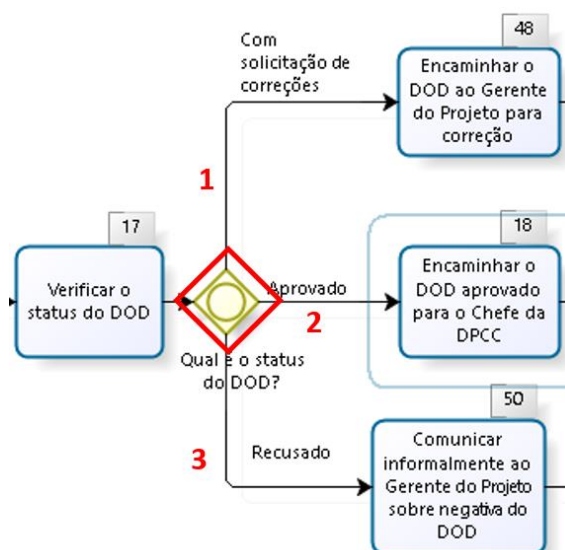 48
Com
solicitação de
correções
Encaminhar o
DOD ao Gerente
do Projeto para
correção
1
17
Verificar o
status do DOD
18
Aprovado
2
Encaminhar o
DOD aprovado
para o Chefe da
DPCC
Qual é o status
do DOD?
50
3
Recusado
Comunicar
informalmente ao
Gerente do Projeto
sobre negativa do
DOD